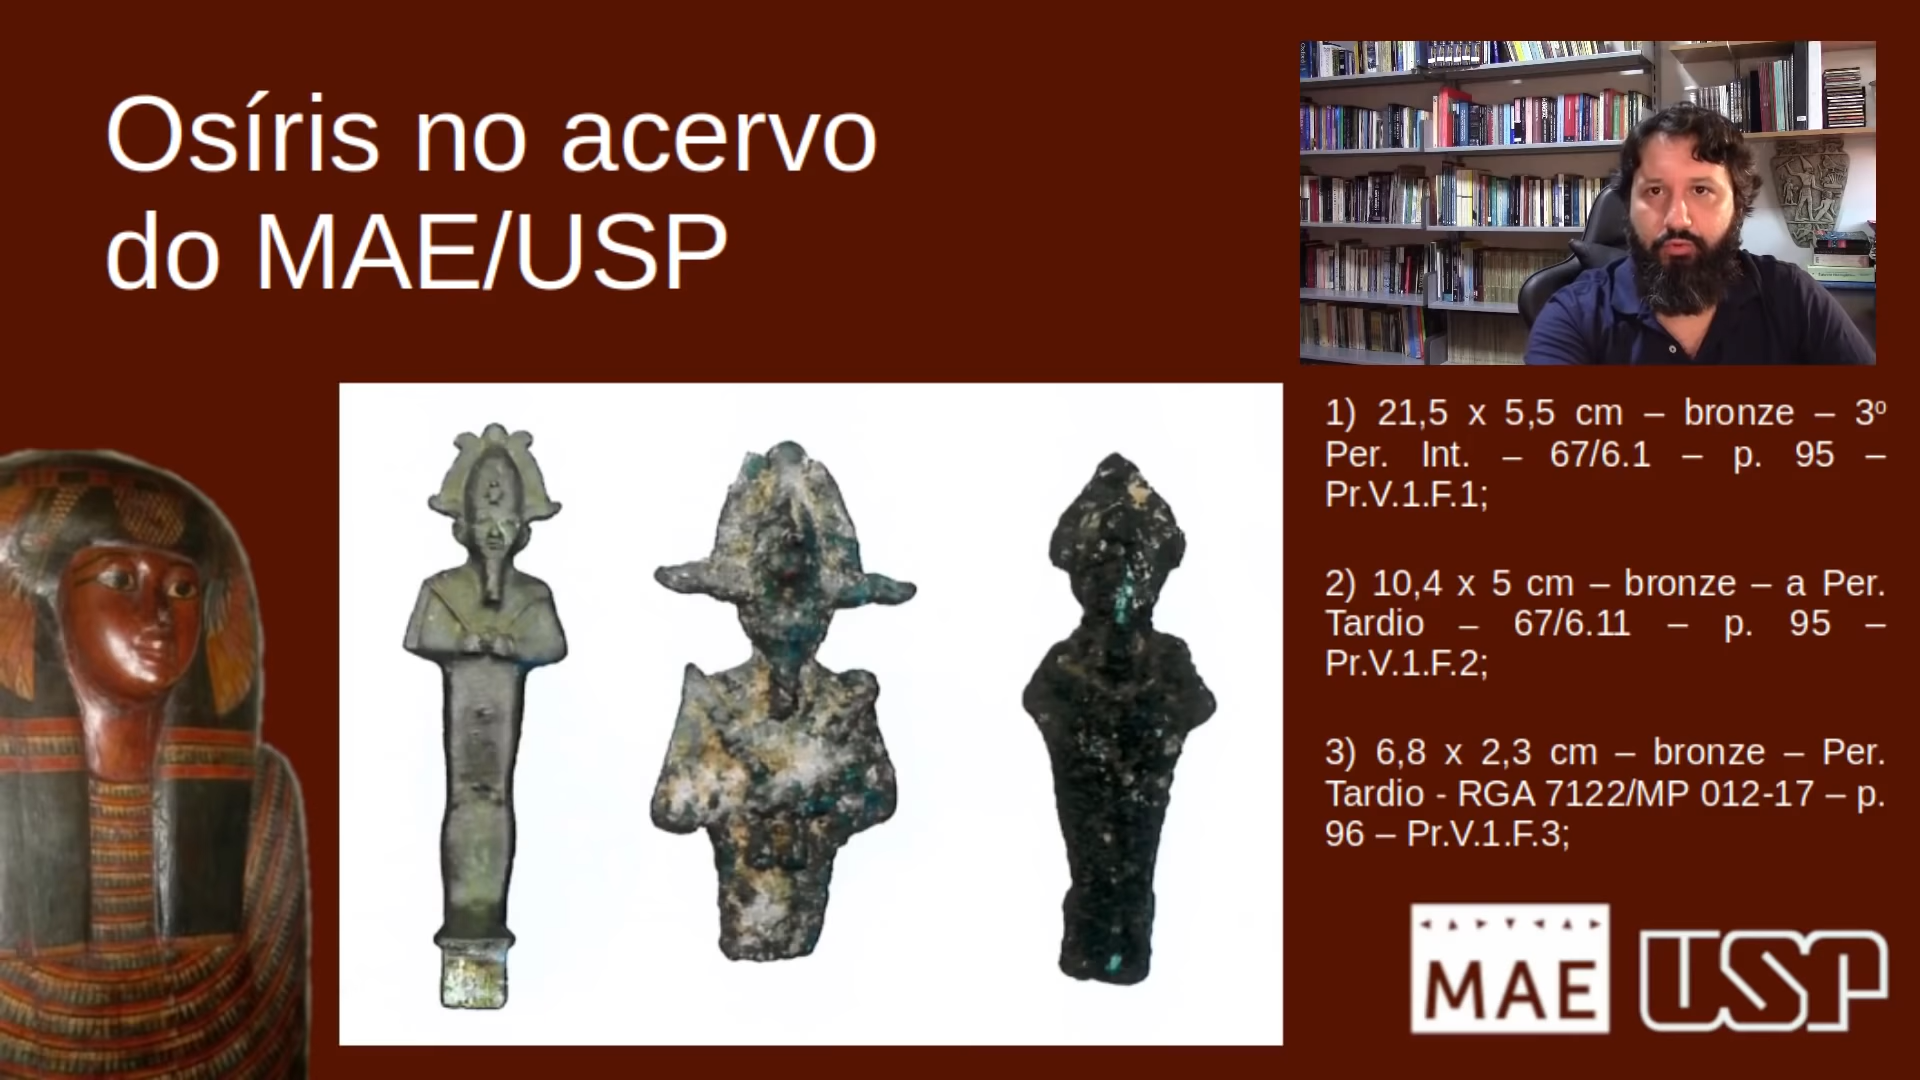 Osíris no acervo
do MAE/USP
1) 21,5 x 5,5 cm – bronze – 3º
Per. Int. – 67/6.1 – p. 95 –
Pr.V.1.F.1;
2) 10,4 x 5 cm – bronze – a Per.
Tardio – 67/6.11 – p. 95 –
Pr.V.1.F.2;
3) 6,8 x 2,3 cm – bronze – Per.
Tardio - RGA 7122/MP 012-17 – p.
96 – Pr.V.1.F.3;
MAE USP